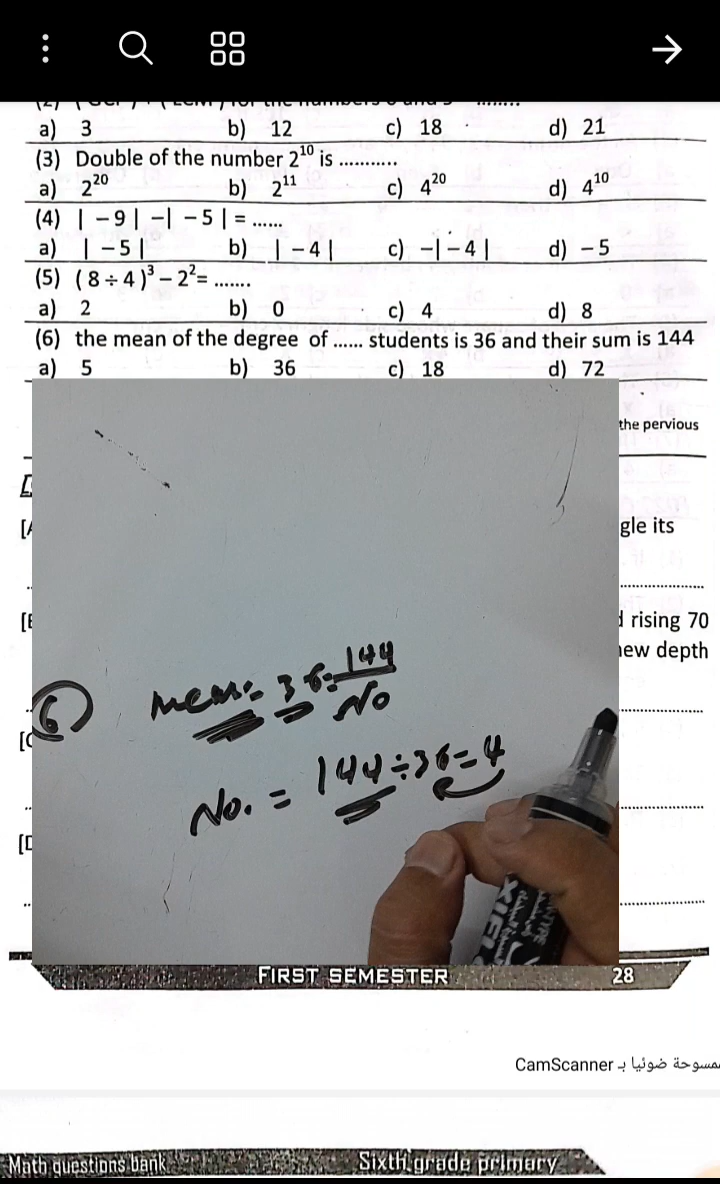 a) 3 b) 12 c) 18 d) 21
(3) Double of the number 2¹⁰ is ...........
a) 2²⁰ b) 2¹¹ c) 4²⁰ d) 4¹⁰
(4) | − 9 | −| − 5 | = ......
a) | − 5 | b) | − 4 | c) −| − 4 | d) − 5
(5) ( 8 ÷ 4 )³ − 2² = .......
a) 2 b) 0 c) 4 d) 8
(6) the mean of the degree of ...... students is 36 and their sum is 144
a) 5 b) 36 c) 18 d) 72
the pervious
gle its
rising 70
new depth
6 mean = 36 = 144/No
No. = 144 ÷ 36 = 4
FIRST SEMESTER 28
ممسوحة ضوئيا بـ CamScanner
Math questions bank Sixth grade primary